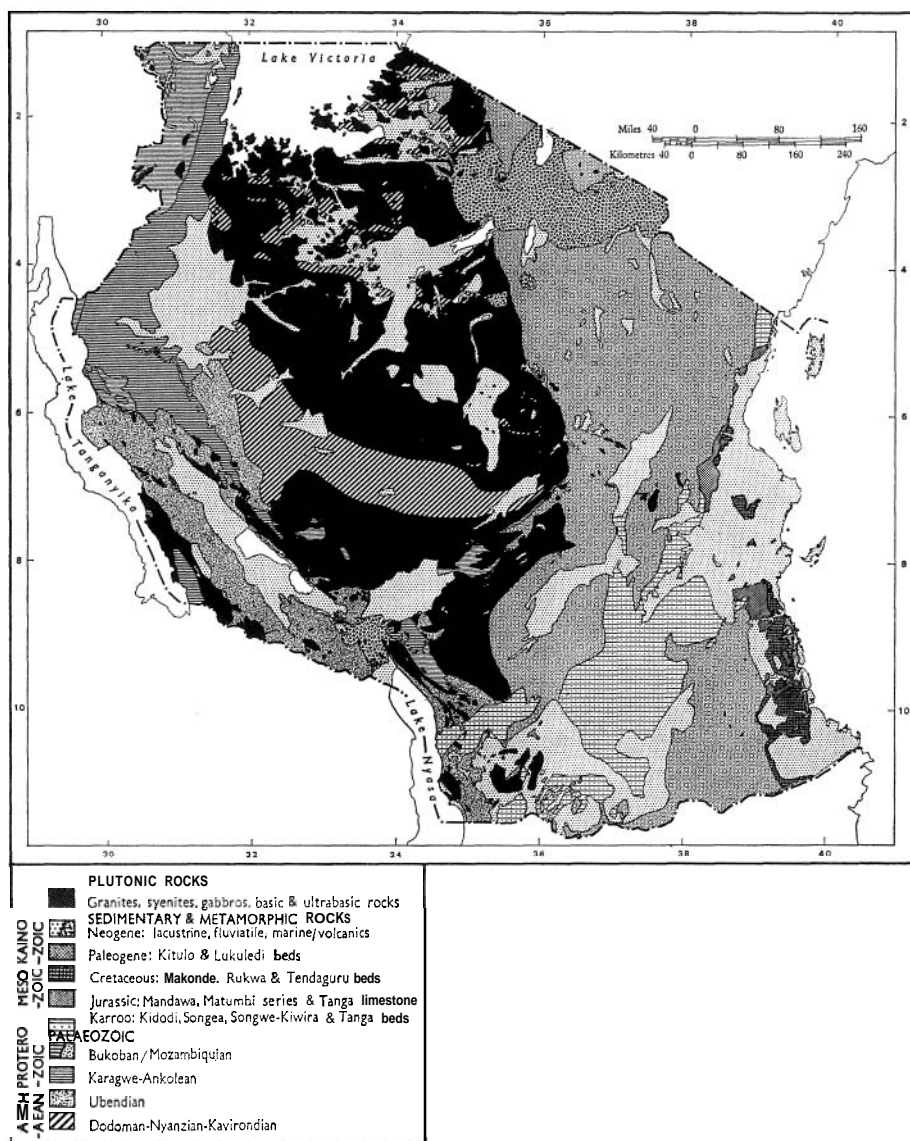 30 32 34 36 38 40
Lake Victoria
2 2
Miles 40 0 80 160
Kilometres 40 0 80 160 240
4 4
Lake Tanganyika
6 6
8 8
10 10
Lake Nyasa
30 32 34 36 38 40
PLUTONIC ROCKS
Granites, syenites, gabbros, basic & ultrabasic rocks
SEDIMENTARY & METAMORPHIC ROCKS
Neogene: lacustrine, fluviatile, marine/volcanics
Paleogene: Kitulo & Lukuledi beds
Cretaceous: Makonde. Rukwa & Tendaguru beds
Jurassic: Mandawa, Matumbi series & Tanga limestone
Karroo: Kidodi, Songea, Songwe-Kiwira & Tanga beds
PALAEOZOIC
Bukoban/Mozambiquian
Karagwe-Ankolean
Ubendian
Dodoman-Nyanzian-Kavirondian
KAINO
-ZOIC
MESO
-ZOIC
PROTERO
-ZOIC
-AEAN